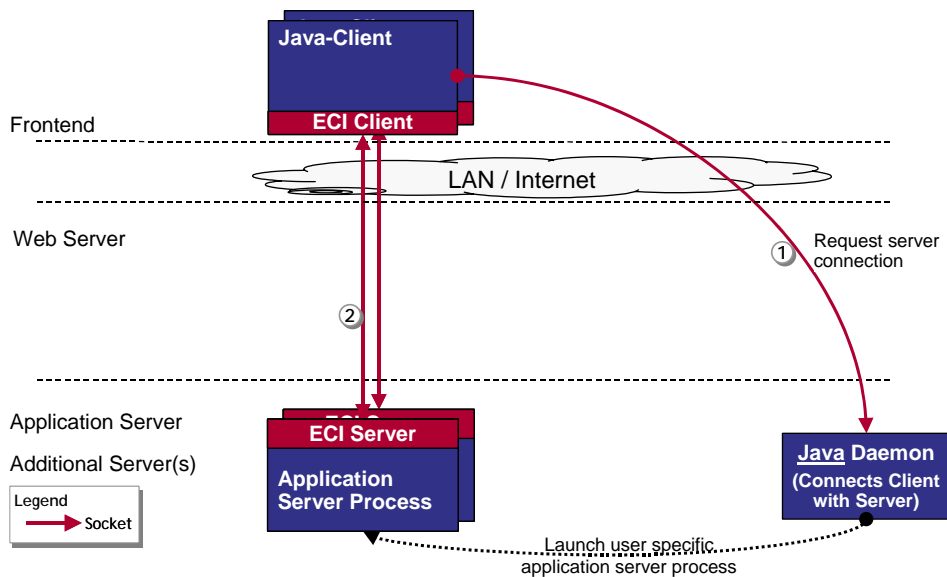 Java-Client
ECI Client
Frontend
LAN / Internet
Web Server
1
Request server
connection
2
Application Server
ECI Server
Additional Server(s)
Application
Server Process
Java Daemon
(Connects Client
with Server)
Legend
Socket
Launch user specific
application server process